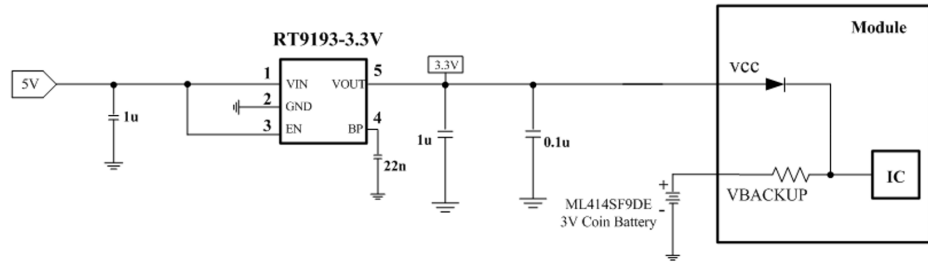 Module
RT9193-3.3V
5V
1
VIN
VOUT
5
3.3V
vcc
2
GND
3
EN
BP
4
1u
22n
1u
0.1u
ML414SF9DE
3V Coin Battery
+
-
VBACKUP
IC